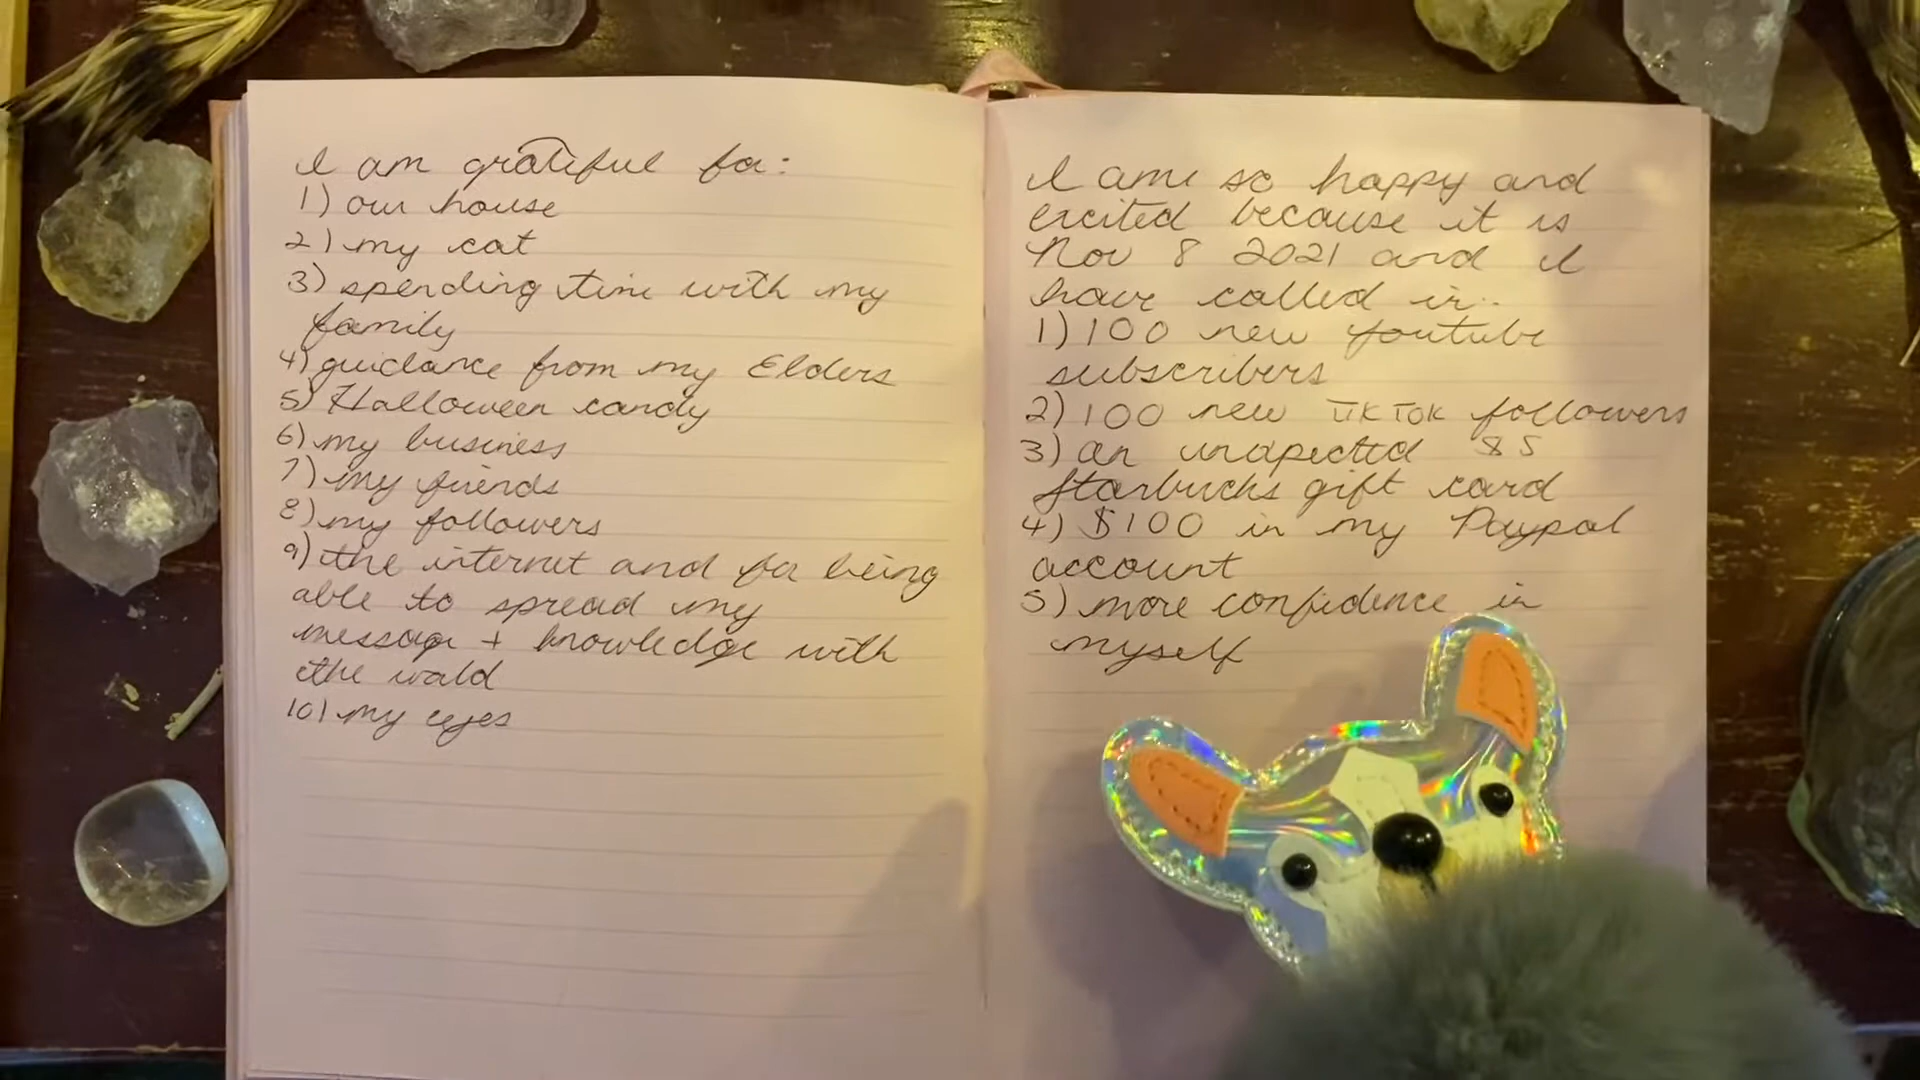 I am grateful for:
1) our house
2) my cat
3) spending time with my
family
4) guidance from my Elders
5) Halloween candy
6) my business
7) my friends
8) my followers
9) the internet and for being
able to spread my
message + knowledge with
the world
10) my eyes
I am so happy and
excited because it is
Nov 8 2021 and I
have called in..
1) 100 new youtube
subscribers
2) 100 new TIKTOK followers
3) an unexpected $5
Starbucks gift card
4) $100 in my Paypal
account
5) more confidence in
myself